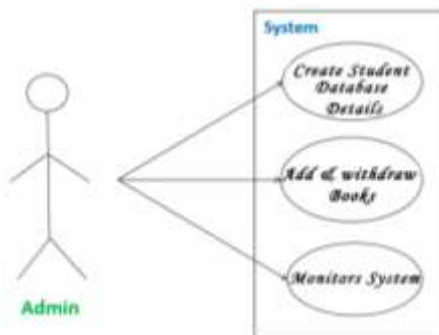 System
Create Student
Database
Details
Add & withdraw
Books
Monitors System
Admin